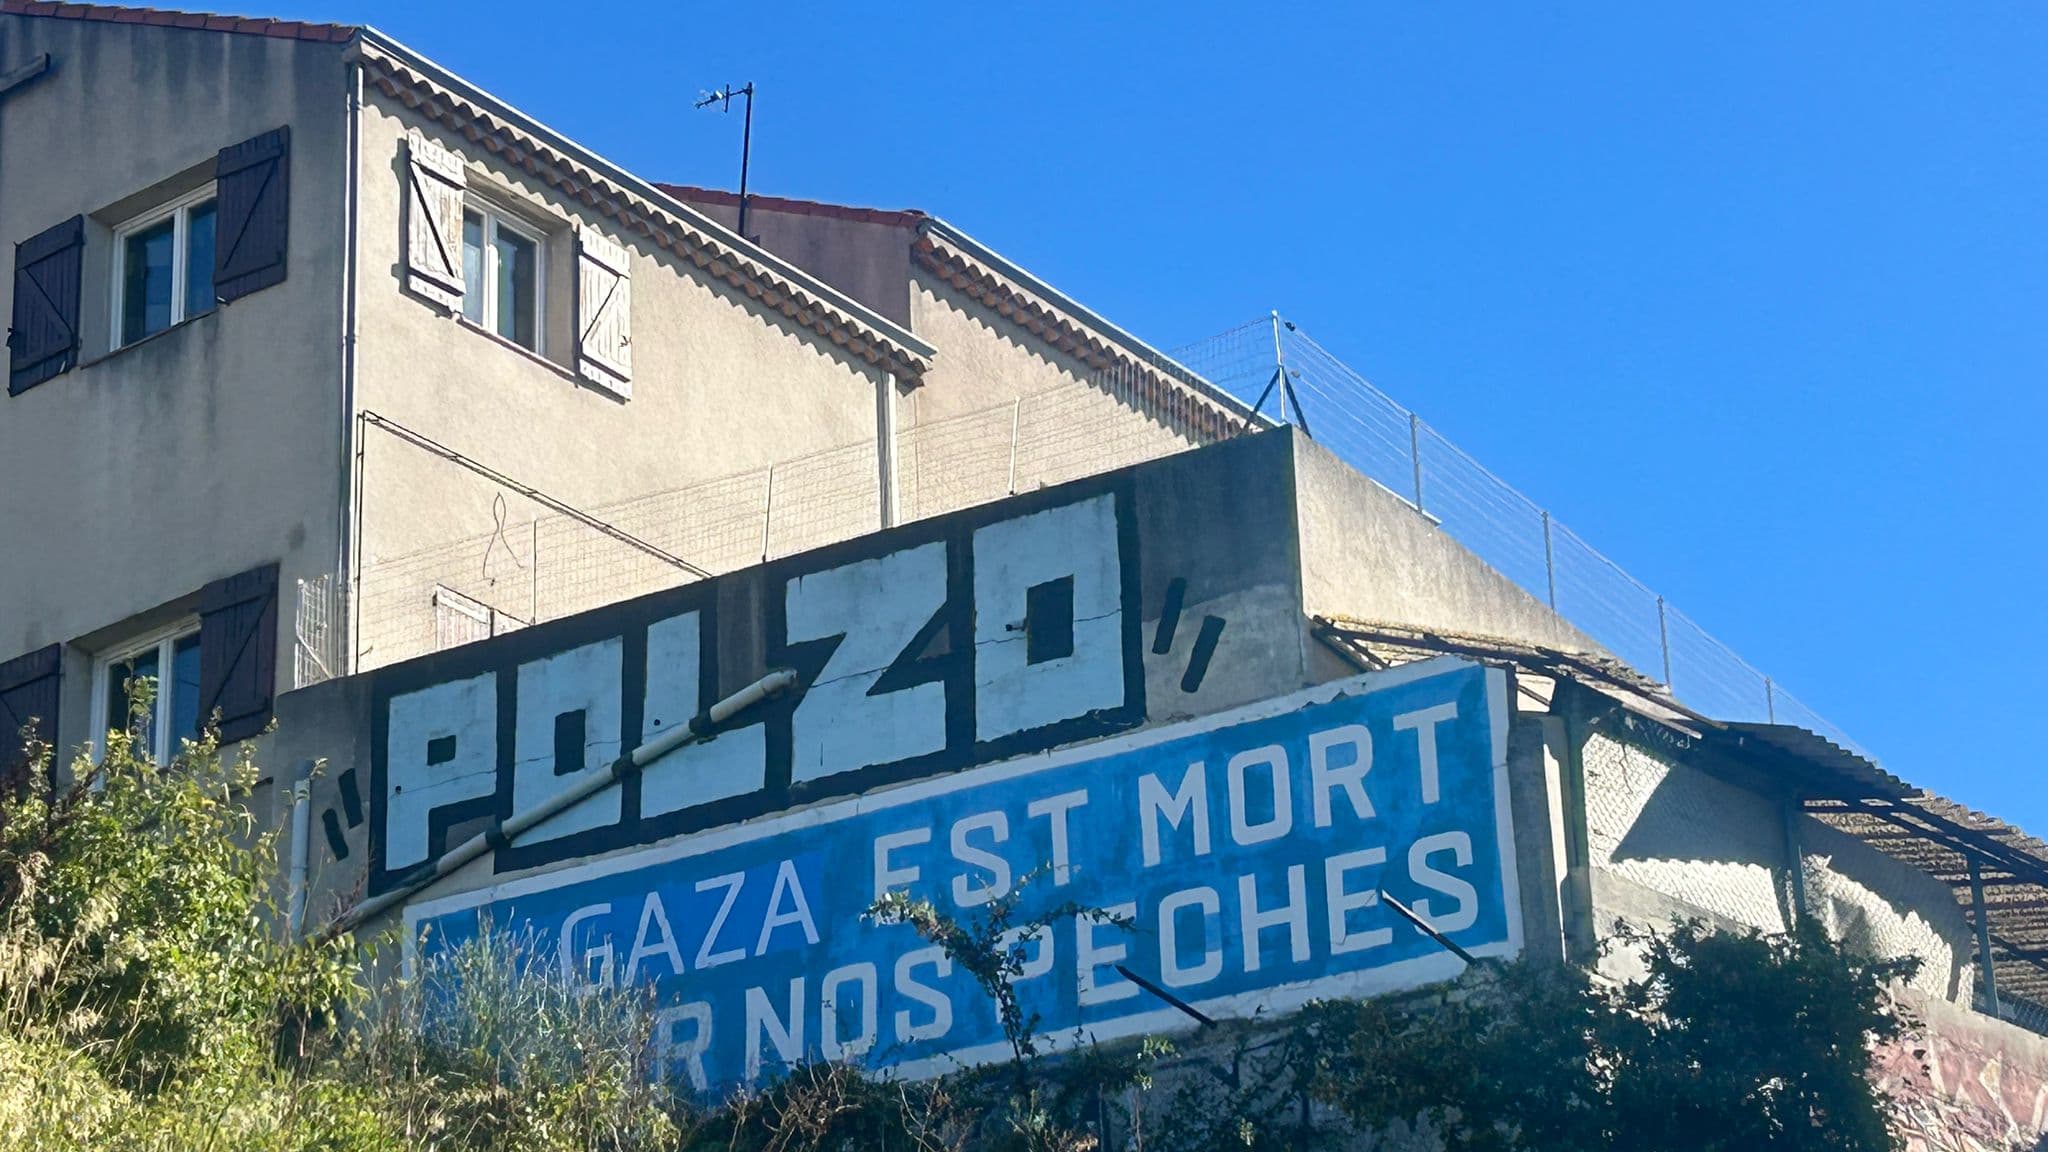 "POLZO"
GAZA EST MORT
R NOS PECHES